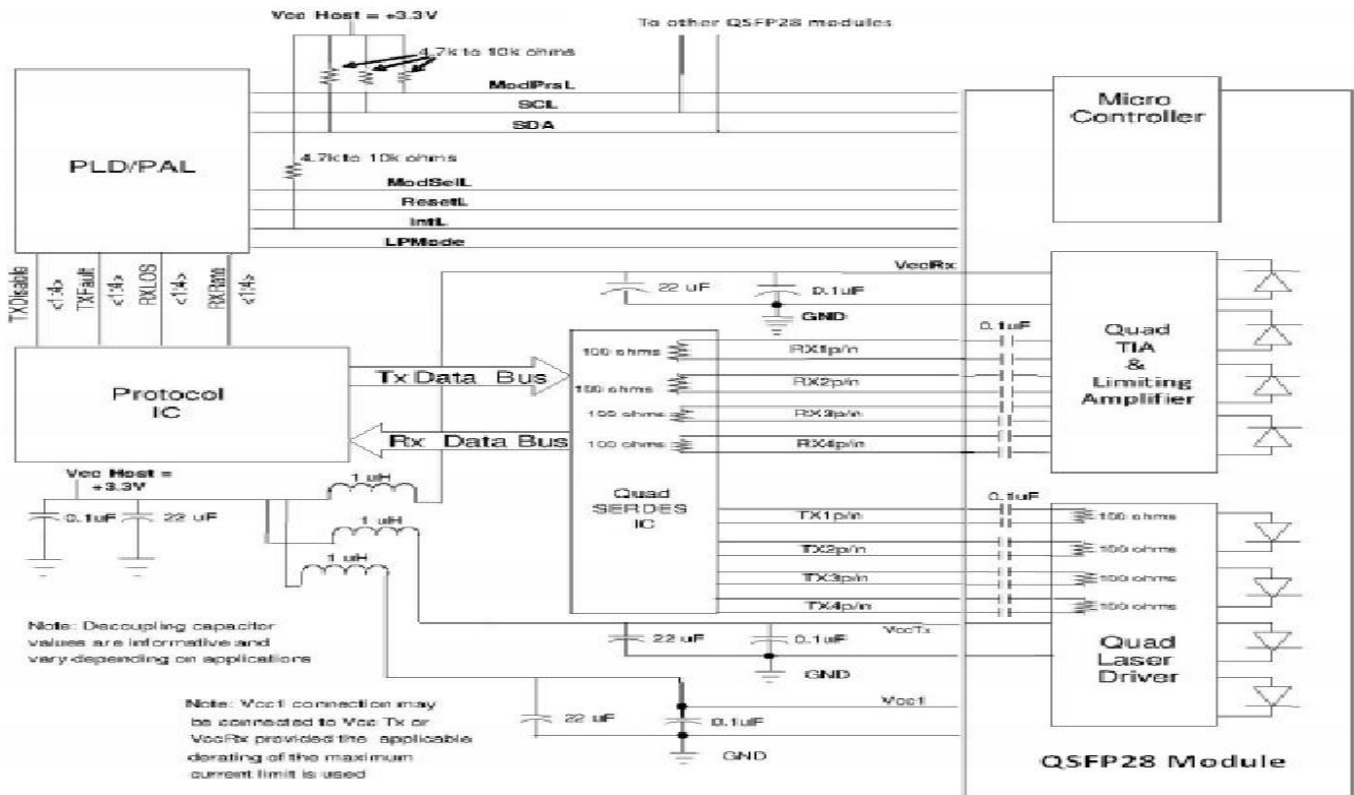 Vcc Host = +3.3V
To other QSFP28 modules
4.7k to 10k ohms
ModPrsL
SCL
SDA
Micro
Controller
PLD/PAL
4.7k to 10k ohms
ModSelL
ResetL
IntL
LPMode
TXDisable
<1:4>
TXFault
<1:4>
RXLOS
<1:4>
RXRate
<1:4>
VccRx
22 uF
0.1uF
GND
0.1uF
Quad
TIA
&
Limiting
Amplifier
100 ohms
RX1p/n
100 ohms
RX2p/n
100 ohms
RX3p/n
100 ohms
RX4p/n
Tx Data Bus
Protocol
IC
Rx Data Bus
Vcc Host =
+3.3V
0.1uF
22 uF
1 uH
1 uH
1 uH
Quad
SERDES
IC
0.1uF
TX1p/n
100 ohms
TX2p/n
100 ohms
TX3p/n
100 ohms
TX4p/n
100 ohms
VccTx
22 uF
0.1uF
GND
Quad
Laser
Driver
Note: Decoupling capacitor
values are informative and
vary depending on applications
Vcc1
22 uF
0.1uF
GND
Note: Vcc1 connection may
be connected to Vcc Tx or
VccRx provided the applicable
derating of the maximum
current limit is used
QSFP28 Module